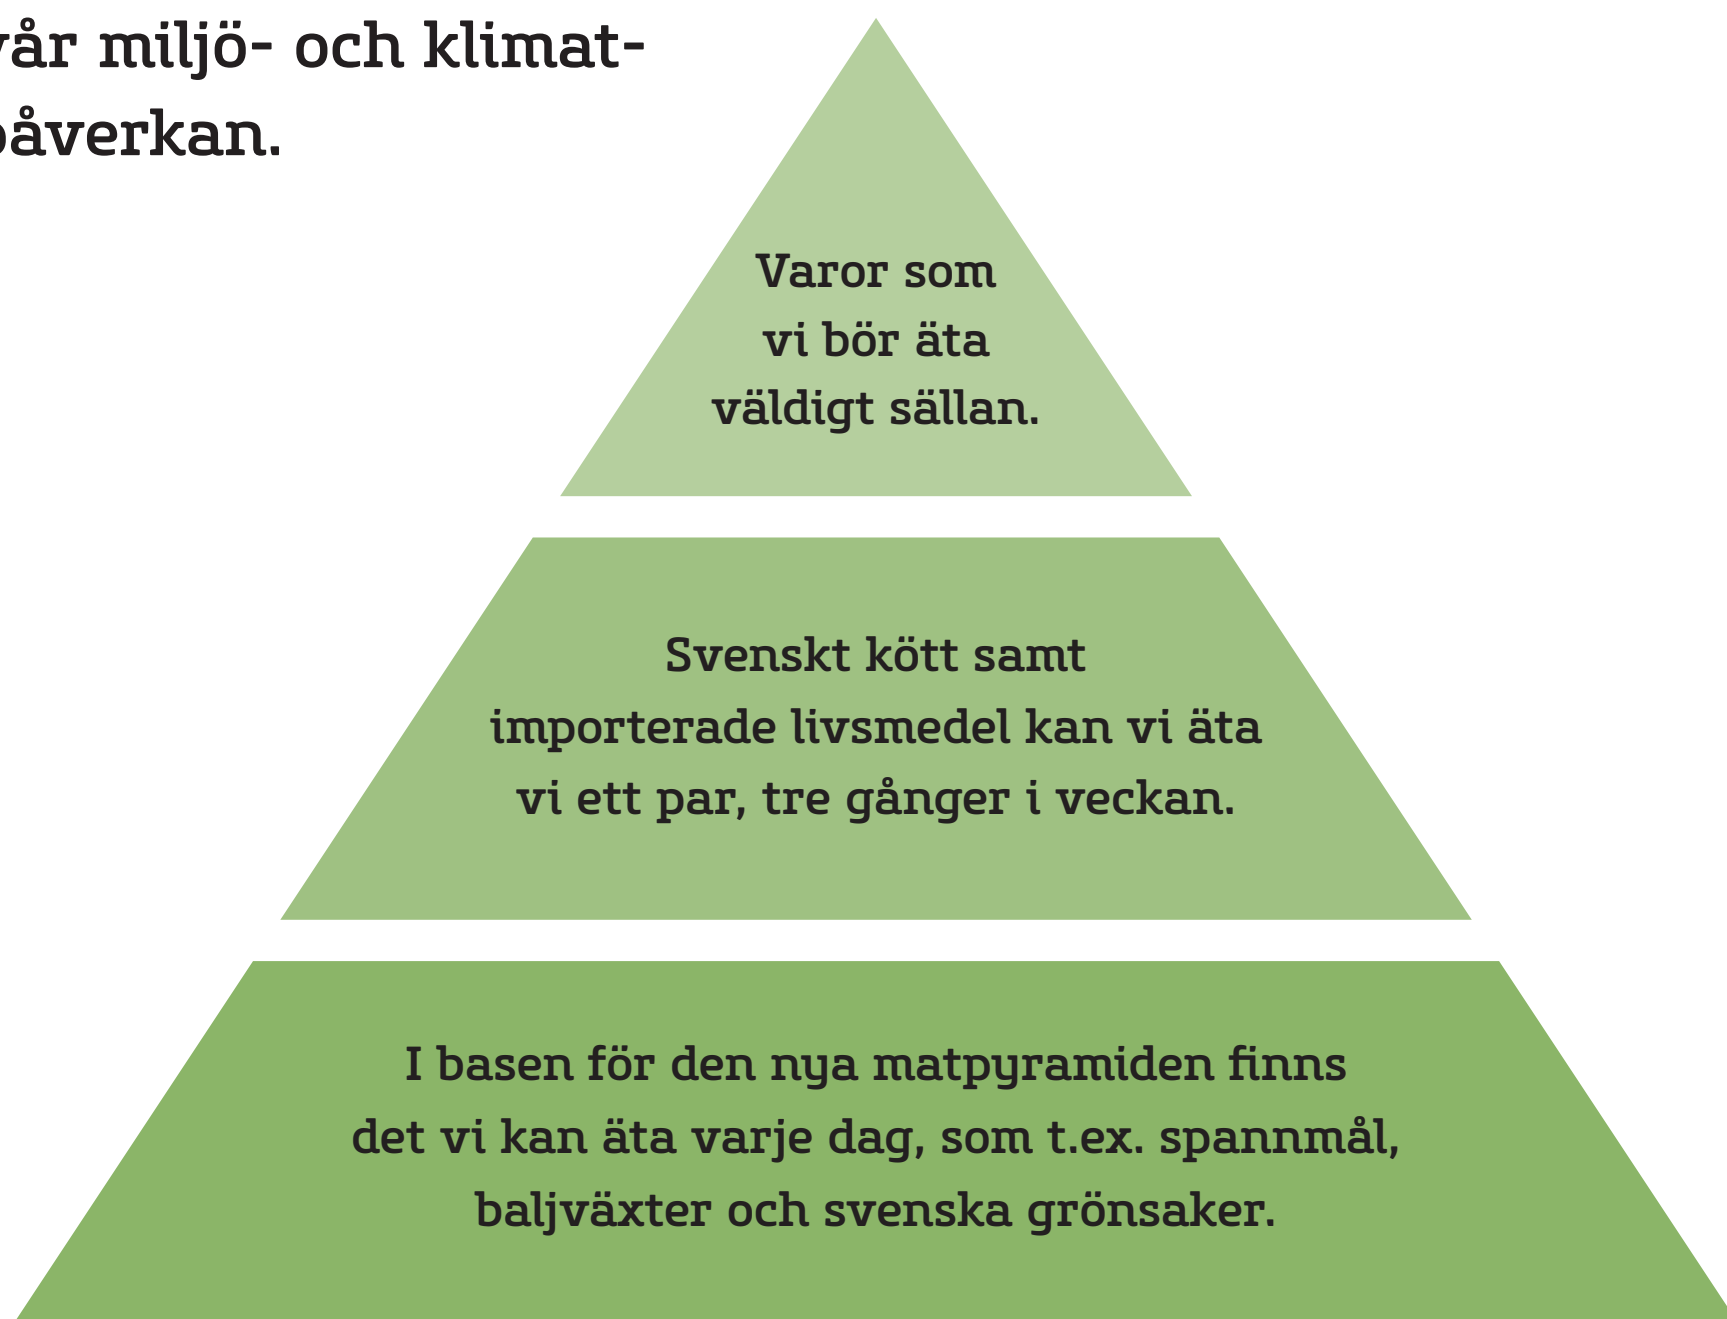 vår miljö- och klimat-
påverkan.
Varor som
vi bör äta
väldigt sällan.
Svenskt kött samt
importerade livsmedel kan vi äta
vi ett par, tre gånger i veckan.
I basen för den nya matpyramiden finns
det vi kan äta varje dag, som t.ex. spannmål,
baljväxter och svenska grönsaker.